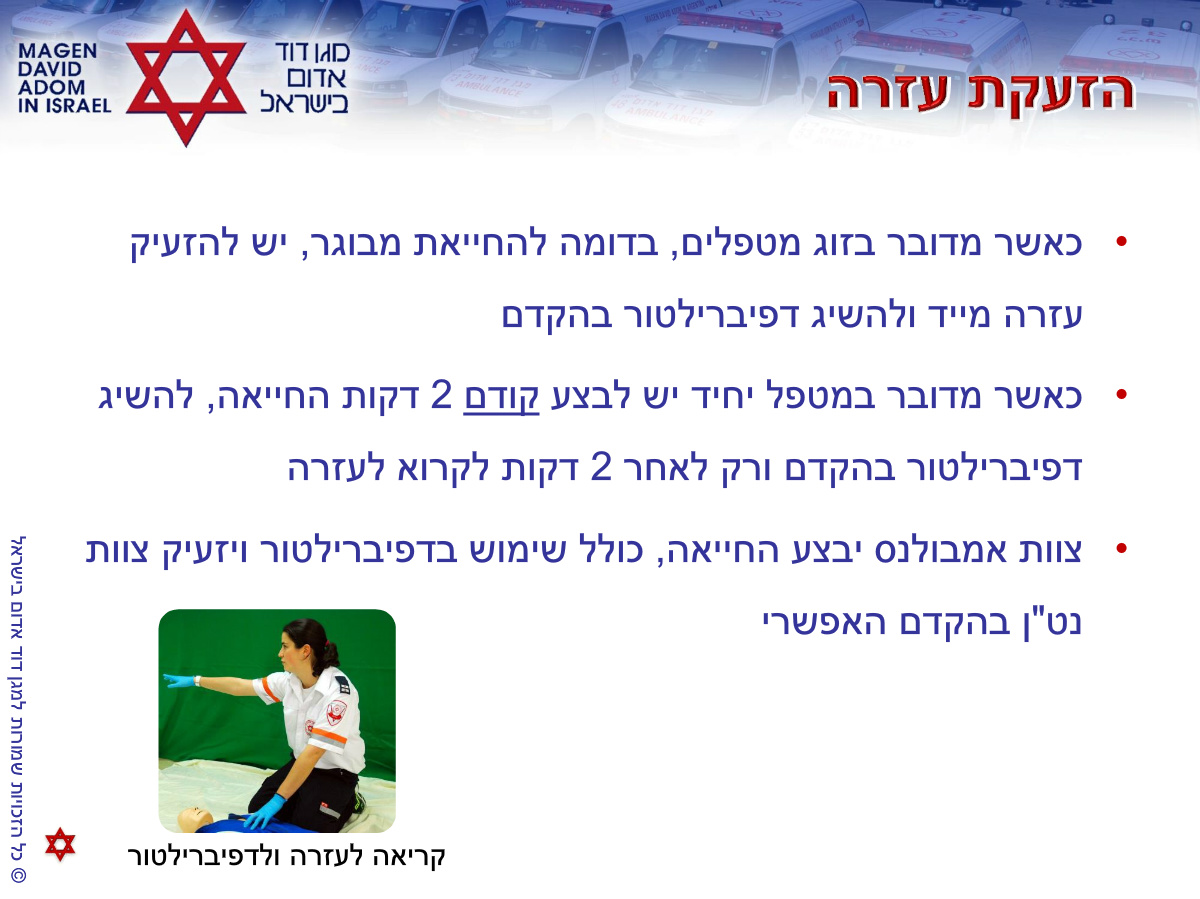 MAGEN
DAVID
ADOM
IN ISRAEL
מגן דוד
אדום
בישראל
הזעקת עזרה
• כאשר מדובר בזוג מטפלים, בדומה להחייאת מבוגר, יש להזעיק
עזרה מייד ולהשיג דפיברילטור בהקדם
• כאשר מדובר במטפל יחיד יש לבצע קודם 2 דקות החייאה, להשיג
דפיברילטור בהקדם ורק לאחר 2 דקות לקרוא לעזרה
• צוות אמבולנס יבצע החייאה, כולל שימוש בדפיברילטור ויזעיק צוות
נט"ן בהקדם האפשרי
קריאה לעזרה ולדפיברילטור
© כל הזכויות שמורות למגן דוד אדום בישראל